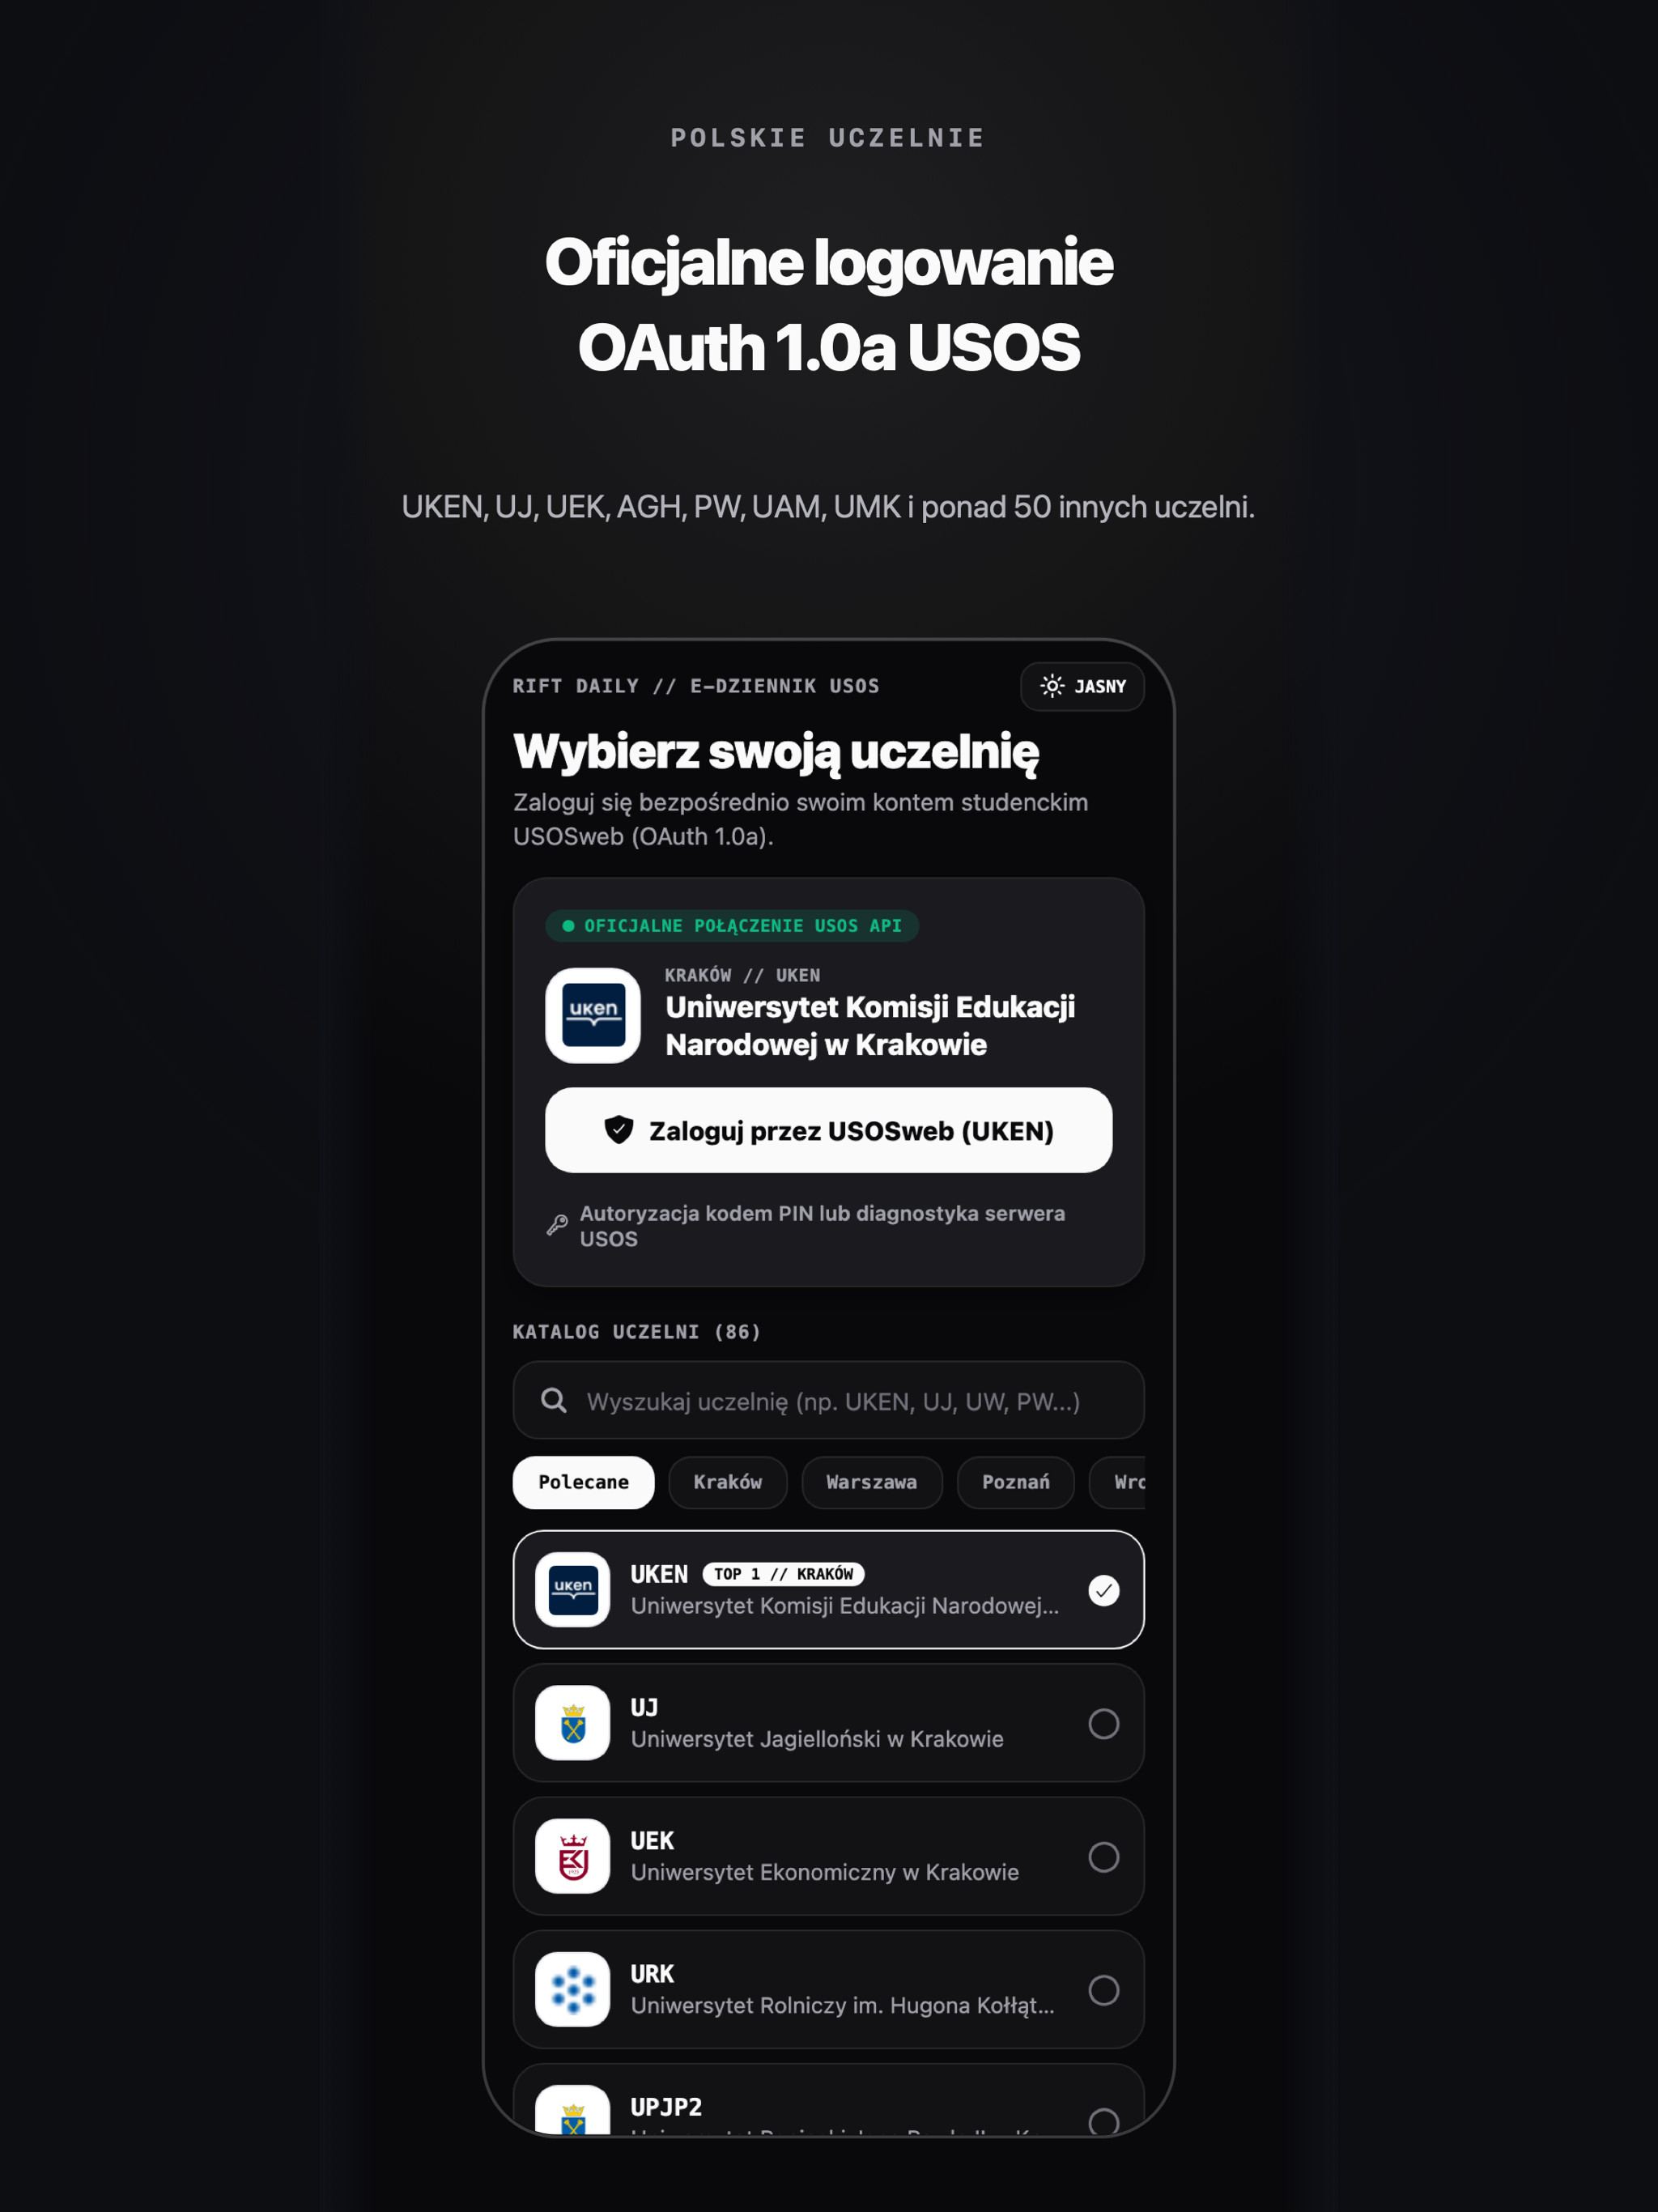 POLSKIE UCZELNIE
Oficjalne logowanie
OAuth 1.0a USOS
UKEN, UJ, UEK, AGH, PW, UAM, UMK i ponad 50 innych uczelni.
RIFT DAILY // E–DZIENNIK USOS
JASNY
Wybierz swoją uczelnię
Zaloguj się bezpośrednio swoim kontem studenckim
USOSweb (OAuth 1.0a).
OFICJALNE POŁĄCZENIE USOS API
uken
KRAKÓW // UKEN
Uniwersytet Komisji Edukacji
Narodowej w Krakowie
Zaloguj przez USOSweb (UKEN)
Autoryzacja kodem PIN lub diagnostyka serwera
USOS
KATALOG UCZELNI (86)
Wyszukaj uczelnię (np. UKEN, UJ, UW, PW...)
Polecane
Kraków
Warszawa
Poznań
Wro
uken
UKEN
TOP 1 // KRAKÓW
Uniwersytet Komisji Edukacji Narodowej...
UJ
Uniwersytet Jagielloński w Krakowie
UEK
Uniwersytet Ekonomiczny w Krakowie
URK
Uniwersytet Rolniczy im. Hugona Kołłąt...
UPJP2